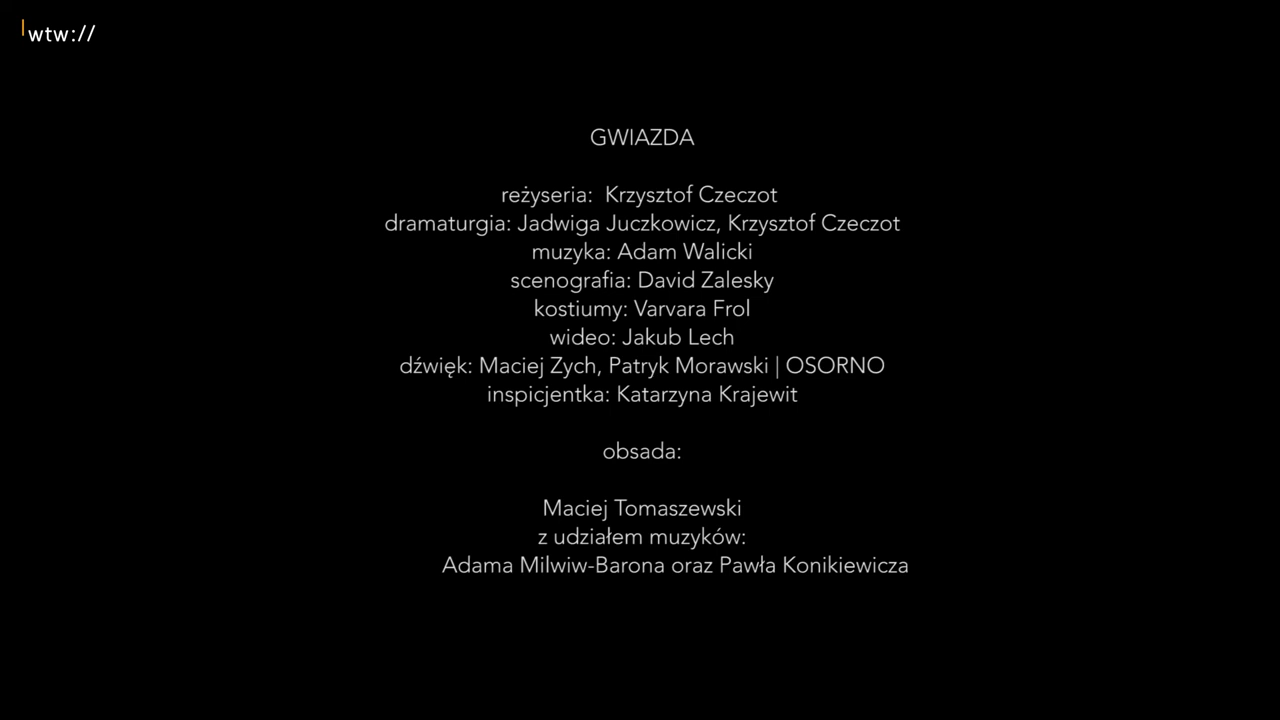 wtw://
GWIAZDA
reżyseria: Krzysztof Czeczot
dramaturgia: Jadwiga Juczkowicz, Krzysztof Czeczot
muzyka: Adam Walicki
scenografia: David Zalesky
kostiumy: Varvara Frol
wideo: Jakub Lech
dźwięk: Maciej Zych, Patryk Morawski | OSORNO
inspicjentka: Katarzyna Krajewit
obsada:
Maciej Tomaszewski
z udziałem muzyków:
Adama Milwiw-Barona oraz Pawła Konikiewicza